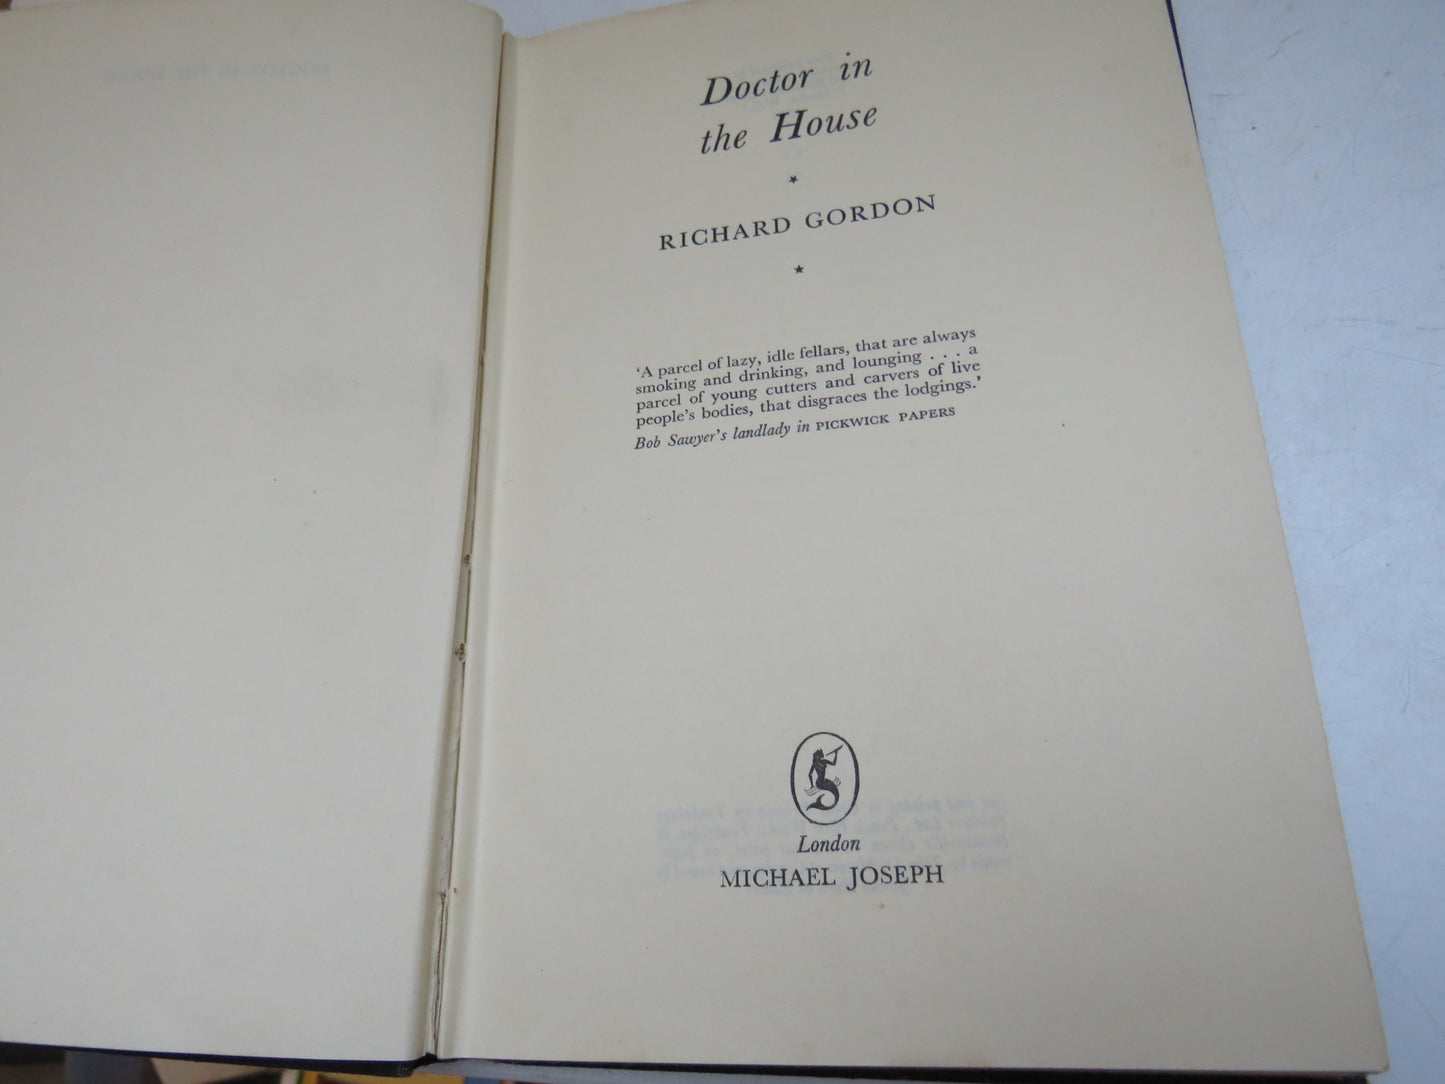 Doctor in
the House
RICHARD GORDON
'A parcel of lazy, idle fellars, that are always
smoking and drinking, and lounging . . . a
parcel of young cutters and carvers of live
people's bodies, that disgraces the lodgings.'
Bob Sawyer's landlady in PICKWICK PAPERS
London
MICHAEL JOSEPH